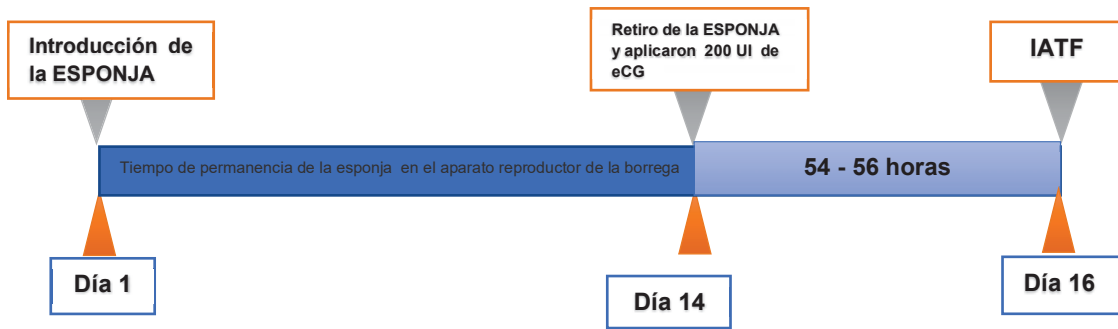 Introducción de
la ESPONJA
Retiro de la ESPONJA
y aplicaron 200 UI de
eCG
IATF
Tiempo de permanencia de la esponja en el aparato reproductor de la borrega
54 - 56 horas
Día 1
Día 14
Día 16